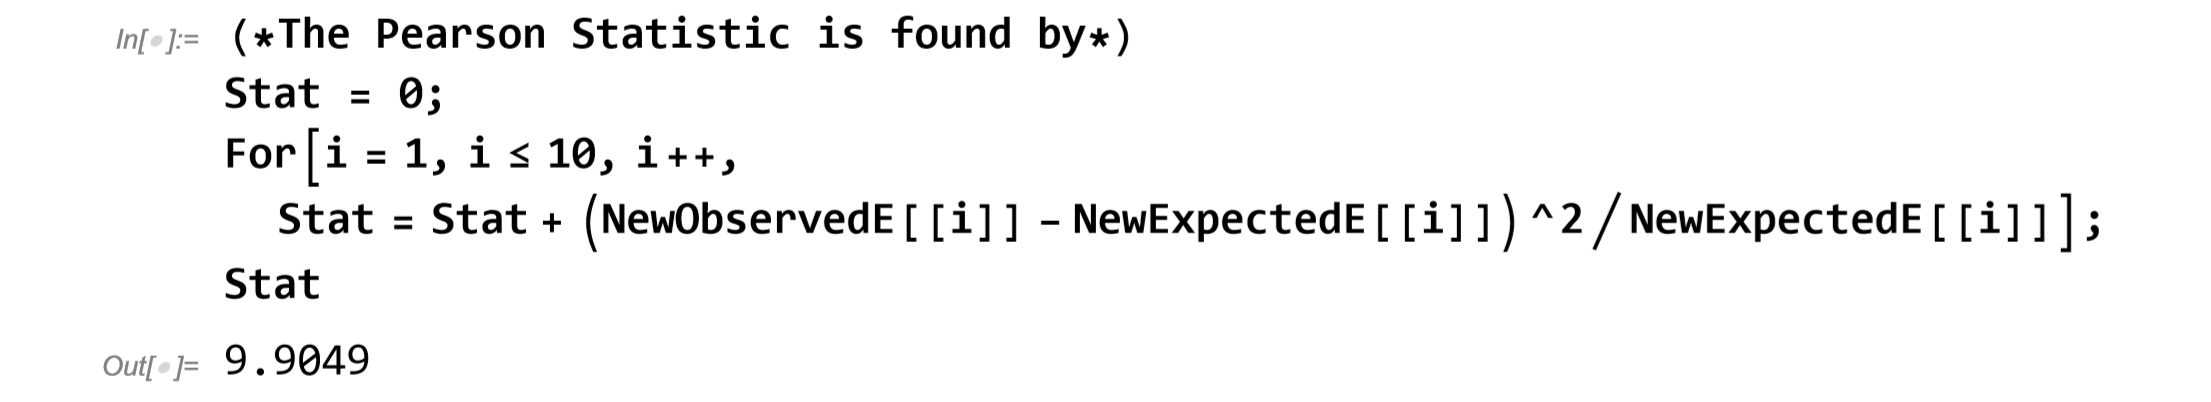 In[•]:= (*The Pearson Statistic is found by*)
Stat = 0;
For[i = 1, i ≤ 10, i++,
Stat = Stat + (NewObservedE[[i]] - NewExpectedE[[i]])^2/NewExpectedE[[i]]];
Stat
Out[•]= 9.9049